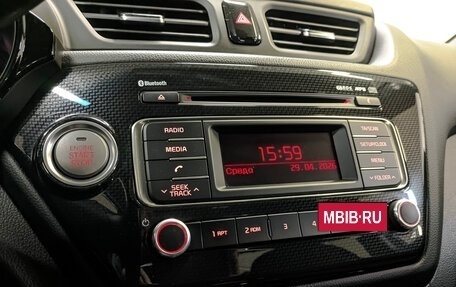 Bluetooth
RADIO
MEDIA
SEEK
TRACK
15:59
Среда
29.04.2026
TA/SCAN
SETUP/CLOCK
MENU
FOLDER
ENGINE
START
STOP
1 RPT
2 RDM
3
4
MBIB·RU